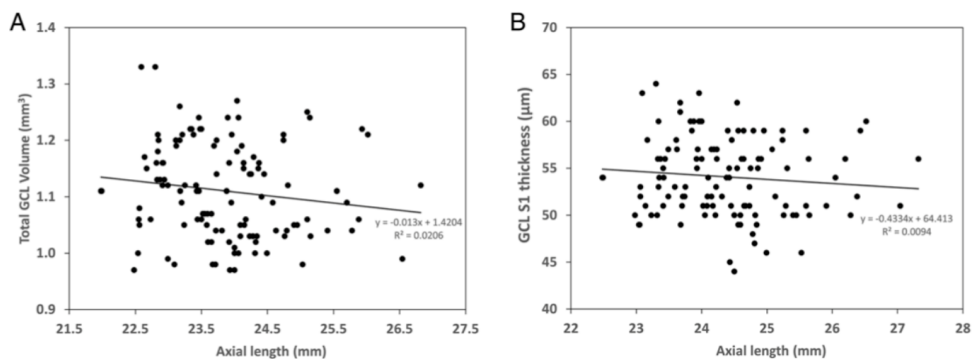 A
Total GCL Volume (mm³)
1.4
1.3
1.2
1.1
1.0
0.9
y = -0.013x + 1.4204
R² = 0.0206
21.5 22.5 23.5 24.5 25.5 26.5 27.5
Axial length (mm)
B
GCL S1 thickness (μm)
70
65
60
55
50
45
40
y = -0.4334x + 64.413
R² = 0.0094
22 23 24 25 26 27 28
Axial length (mm)